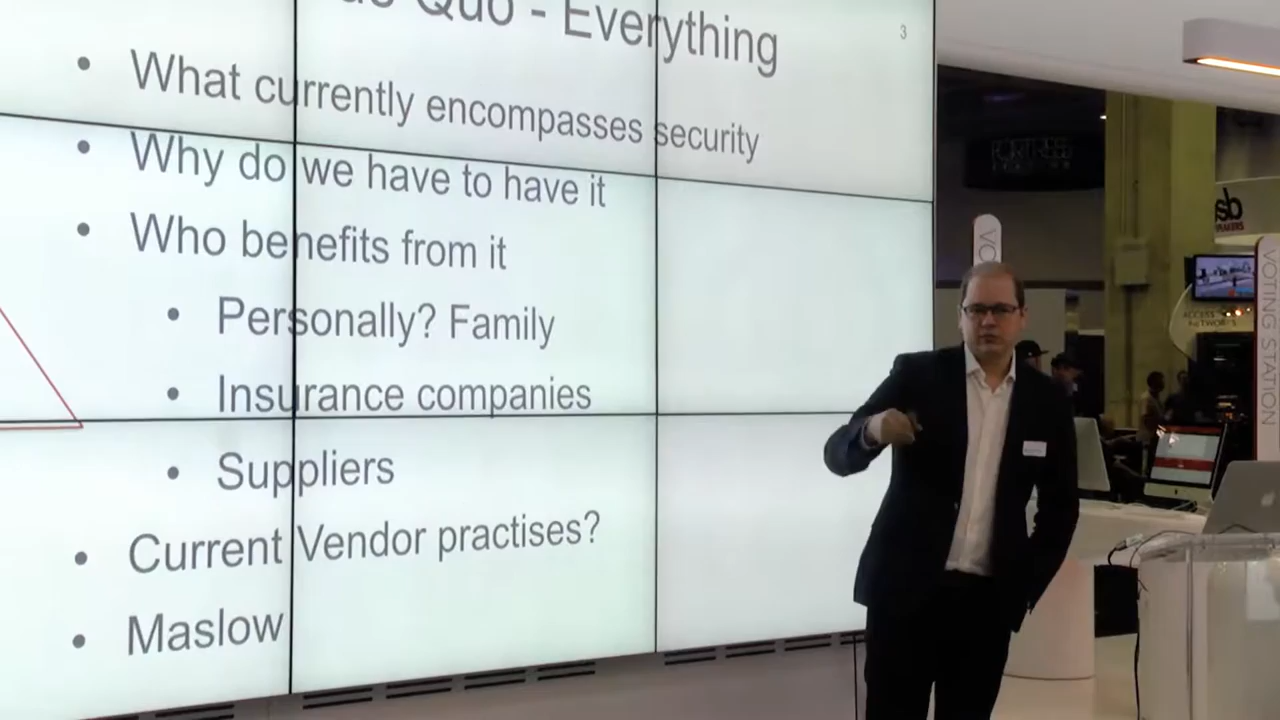 Quo - Everything
3
• What currently encompasses security
• Why do we have to have it
• Who benefits from it
• Personally? Family
• Insurance companies
• Suppliers
• Current Vendor practises?
• Maslow
VOTING STATION